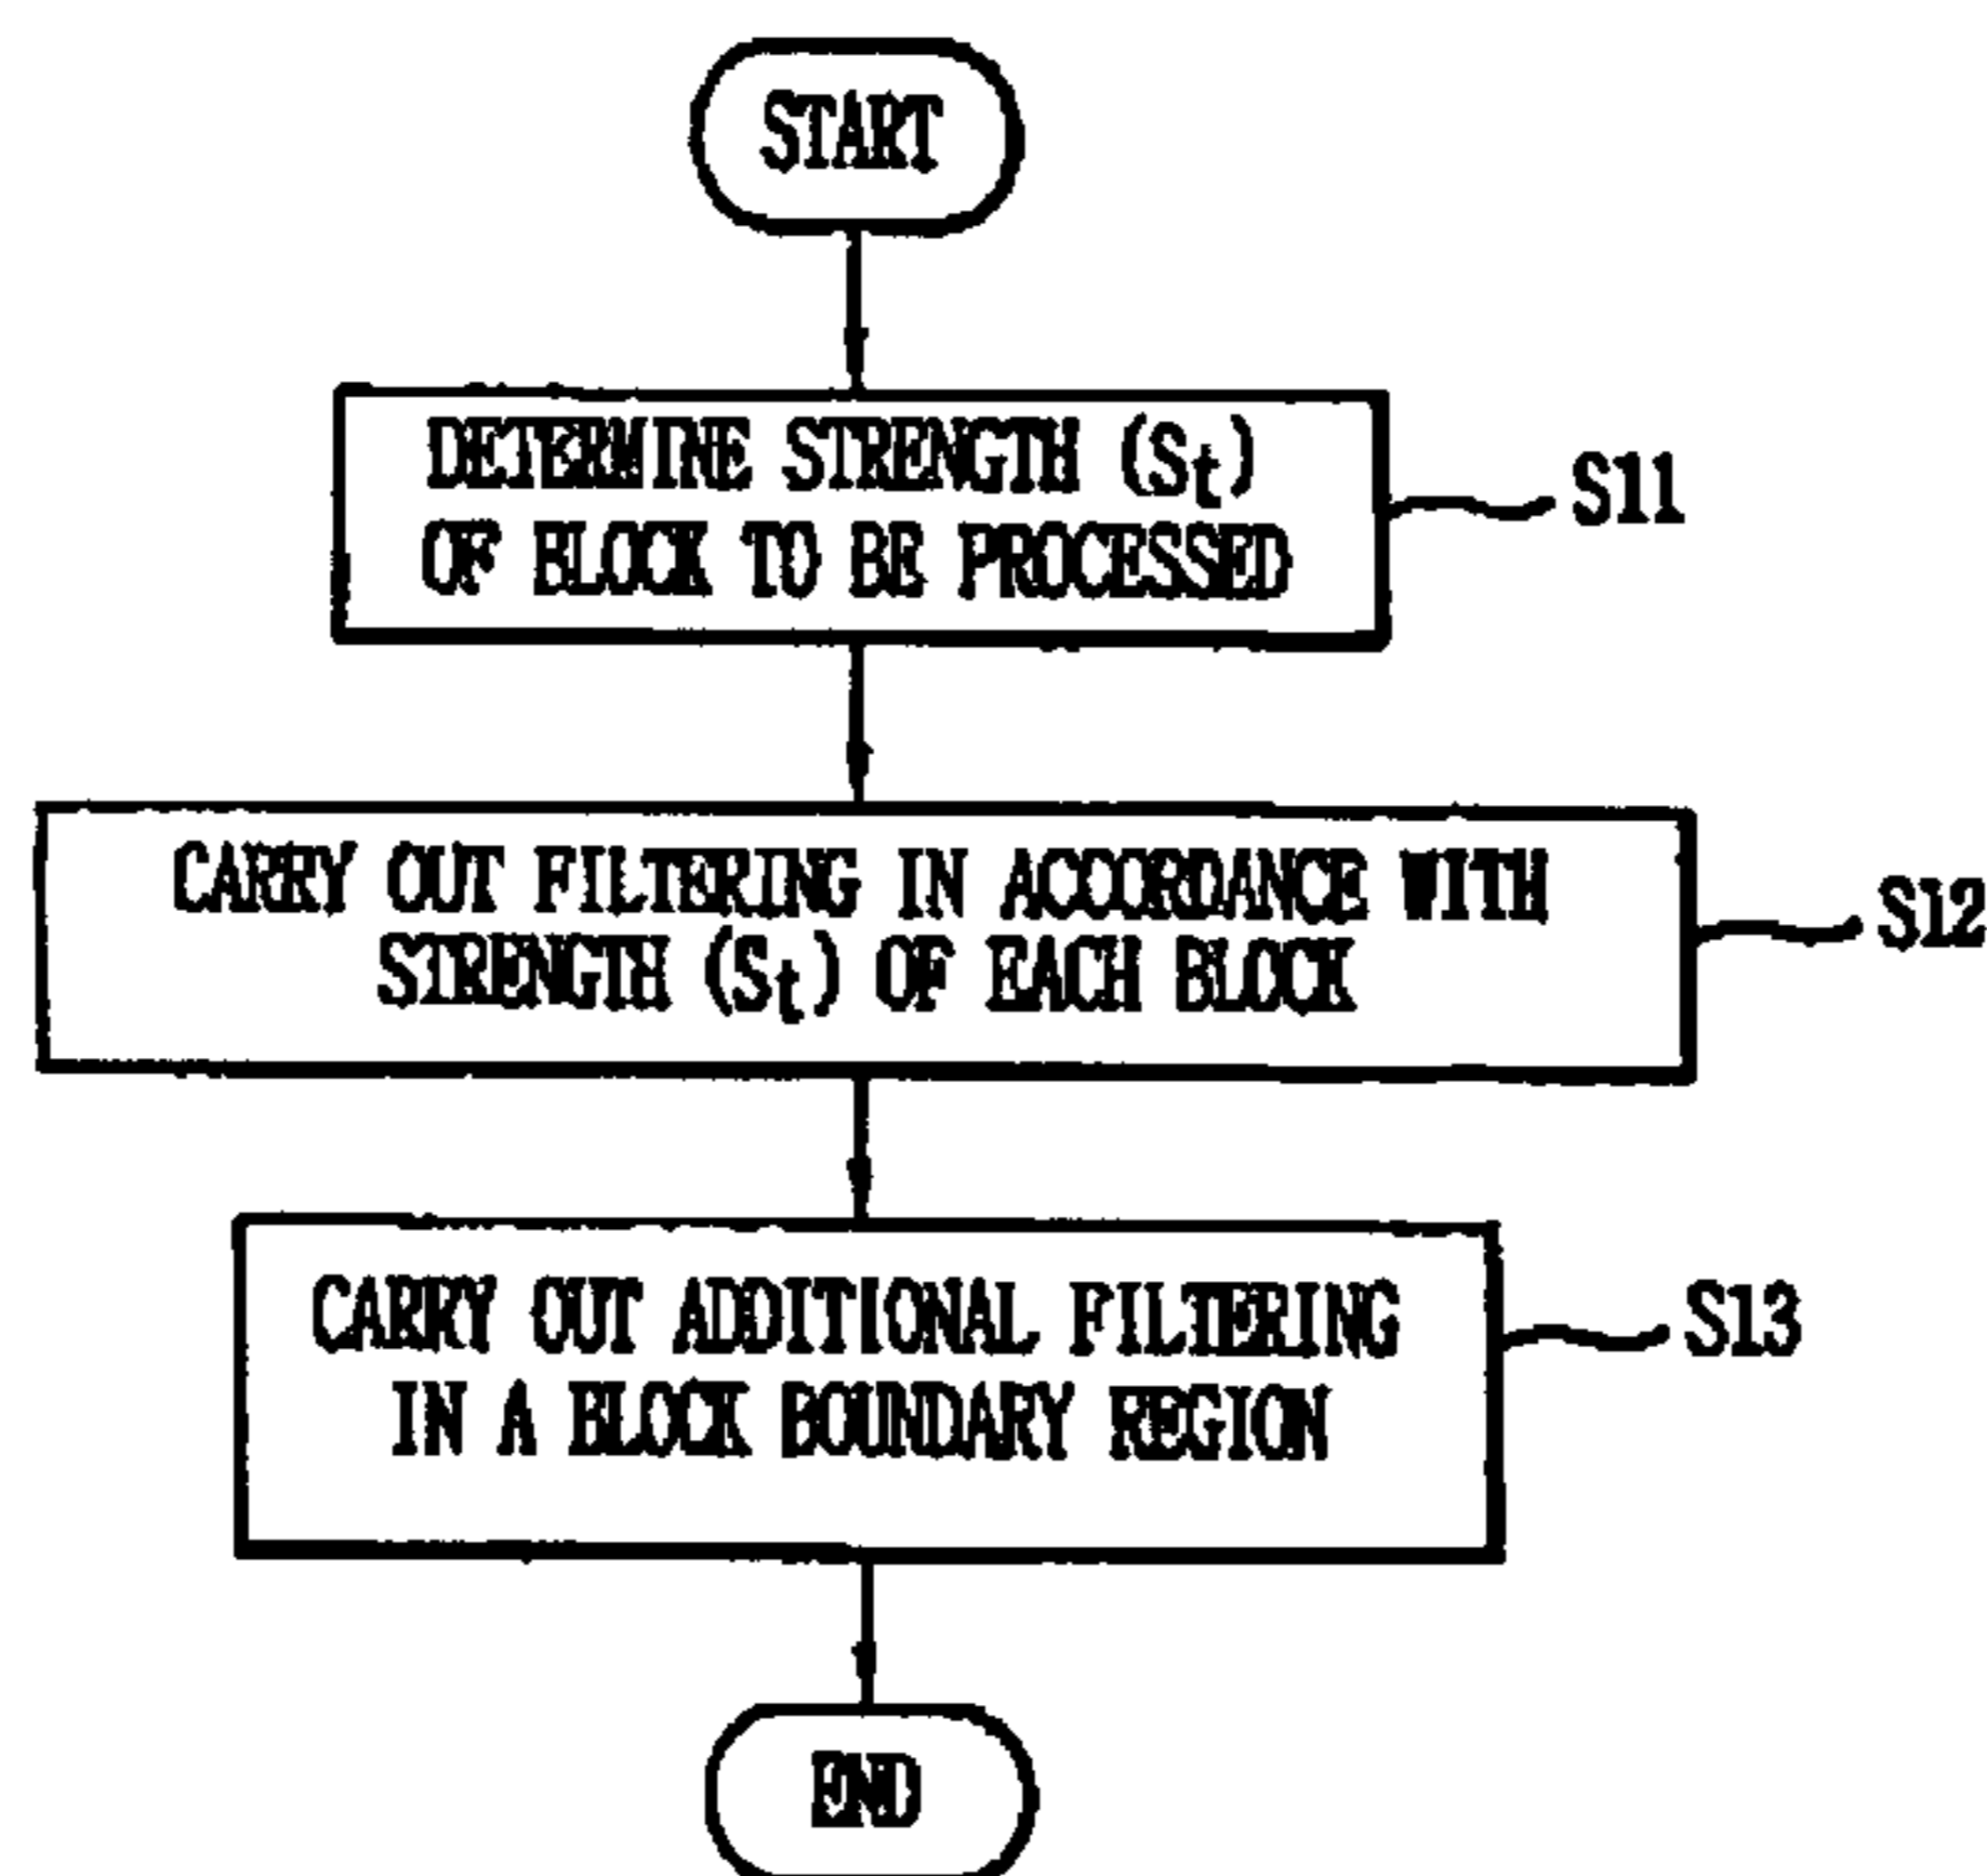 START
DETERMINE STRENGTH (St)
OF BLOCK TO BE PROCESSED
S11
CARRY OUT FILTERING IN ACCORDANCE WITH
STRENGTH (St) OF EACH BLOCK
S12
CARRY OUT ADDITIONAL FILTERING
IN A BLOCK BOUNDARY REGION
S13
END